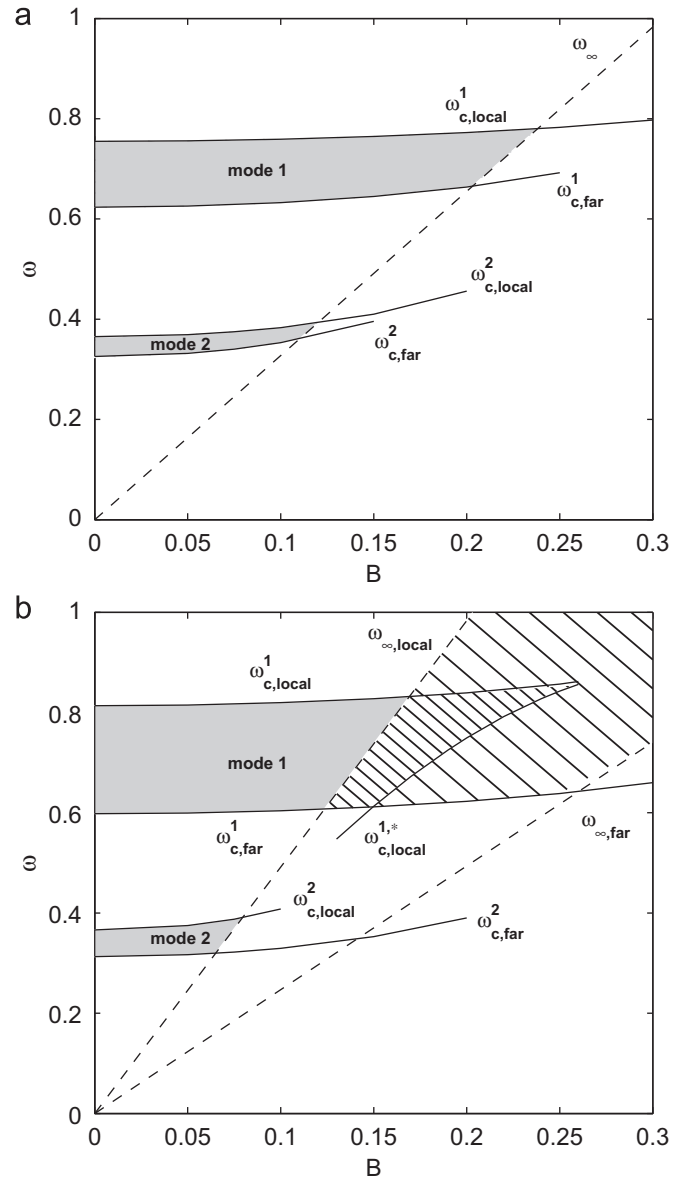 a
1
ω∞
0.8
ω1c,local
mode 1
0.6
ω1c,far
ω
ω2c,local
0.4
mode 2
ω2c,far
0.2
0
0 0.05 0.1 0.15 0.2 0.25 0.3
B
b
1
ω∞,local
ω1c,local
0.8
mode 1
0.6
ω1c,far
ω1,*c,local
ω∞,far
ω
ω2c,local
0.4
mode 2
ω2c,far
0.2
0
0 0.05 0.1 0.15 0.2 0.25 0.3
B